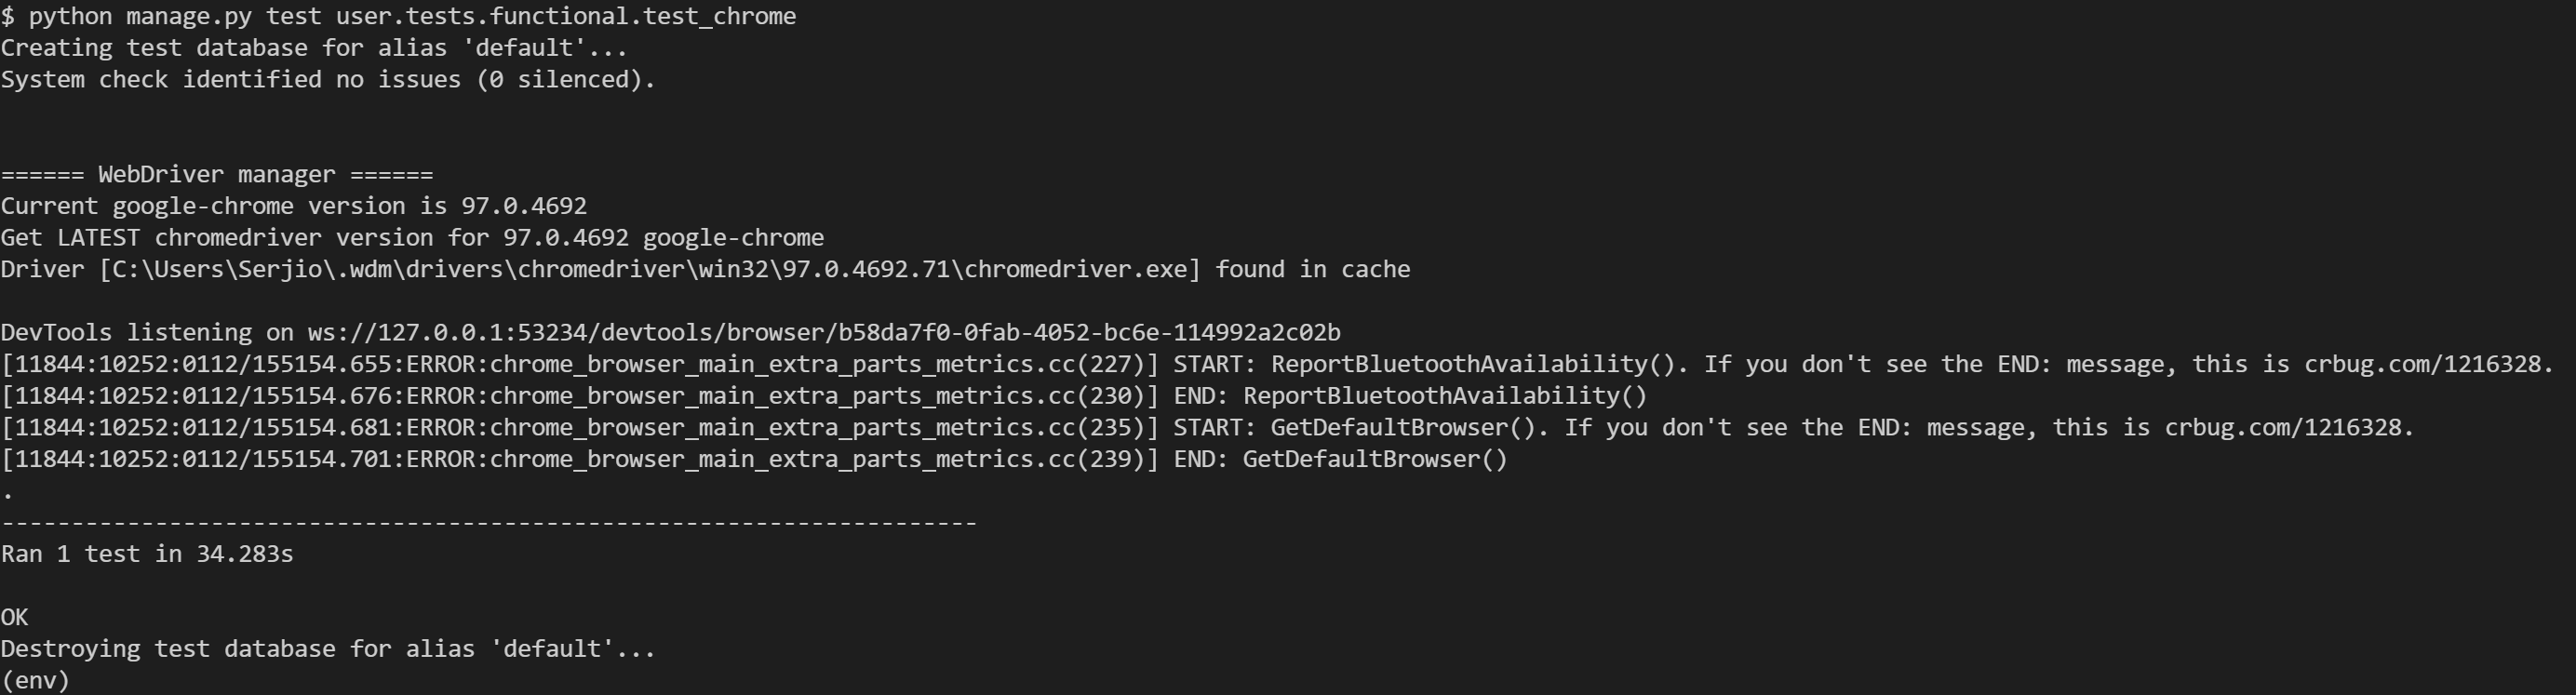 $ python manage.py test user.tests.functional.test_chrome
Creating test database for alias 'default'...
System check identified no issues (0 silenced).
====== WebDriver manager ======
Current google-chrome version is 97.0.4692
Get LATEST chromedriver version for 97.0.4692 google-chrome
Driver [C:\Users\Serjio\.wdm\drivers\chromedriver\win32\97.0.4692.71\chromedriver.exe] found in cache
DevTools listening on ws://127.0.0.1:53234/devtools/browser/b58da7f0-0fab-4052-bc6e-114992a2c02b
[11844:10252:0112/155154.655:ERROR:chrome_browser_main_extra_parts_metrics.cc(227)] START: ReportBluetoothAvailability(). If you don't see the END: message, this is crbug.com/1216328.
[11844:10252:0112/155154.676:ERROR:chrome_browser_main_extra_parts_metrics.cc(230)] END: ReportBluetoothAvailability()
[11844:10252:0112/155154.681:ERROR:chrome_browser_main_extra_parts_metrics.cc(235)] START: GetDefaultBrowser(). If you don't see the END: message, this is crbug.com/1216328.
[11844:10252:0112/155154.701:ERROR:chrome_browser_main_extra_parts_metrics.cc(239)] END: GetDefaultBrowser()
.
----------------------------------------------------------------------
Ran 1 test in 34.283s
OK
Destroying test database for alias 'default'...
(env)